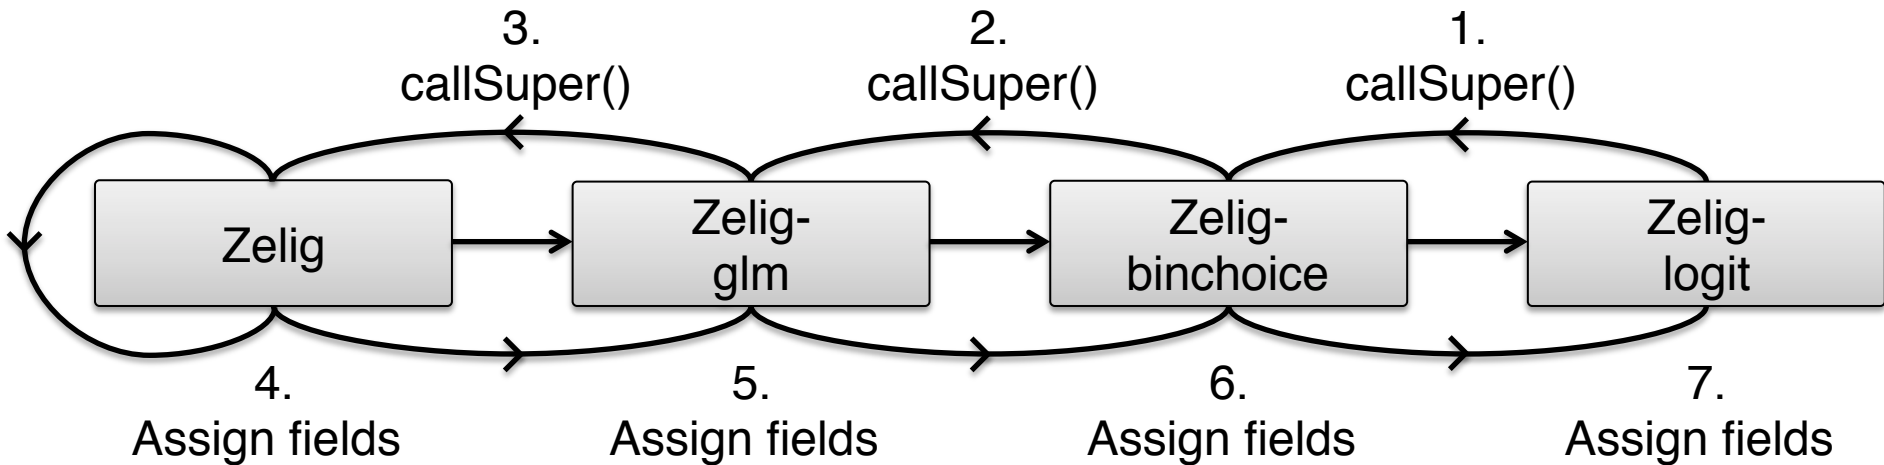 3.
callSuper()
2.
callSuper()
1.
callSuper()
Zelig
Zelig-
glm
Zelig-
binchoice
Zelig-
logit
4.
Assign fields
5.
Assign fields
6.
Assign fields
7.
Assign fields